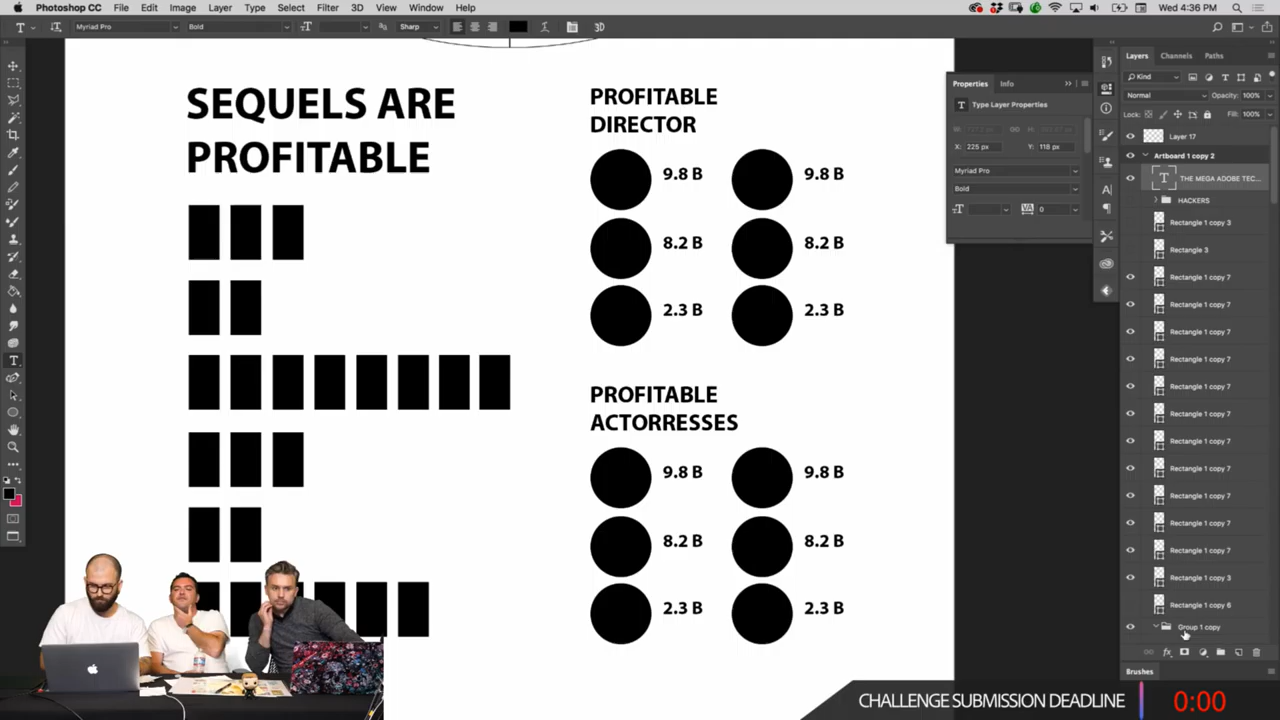 Photoshop CC File Edit Image Layer Type Select Filter 3D View Window Help
Wed 4:36 PM
Myriad Pro Bold Sharp 3D
SEQUELS ARE
PROFITABLE
PROFITABLE
DIRECTOR
9.8 B 9.8 B
8.2 B 8.2 B
2.3 B 2.3 B
PROFITABLE
ACTORRESSES
9.8 B 9.8 B
8.2 B 8.2 B
2.3 B 2.3 B
Properties Info
Type Layer Properties
X: 225 px Y: 118 px
Myriad Pro
Bold
0
Layers Channels Paths
Kind
Normal Opacity: 100%
Lock: Fill: 100%
Layer 17
Artboard 1 copy 2
THE MEGA ADOBE TEC...
HACKERS
Rectangle 1 copy 3
Rectangle 3
Rectangle 1 copy 7
Rectangle 1 copy 7
Rectangle 1 copy 7
Rectangle 1 copy 7
Rectangle 1 copy 7
Rectangle 1 copy 7
Rectangle 1 copy 7
Rectangle 1 copy 7
Rectangle 1 copy 7
Rectangle 1 copy 7
Rectangle 1 copy 7
Rectangle 1 copy 3
Rectangle 1 copy 6
Group 1 copy
Brushes
CHALLENGE SUBMISSION DEADLINE 0:00